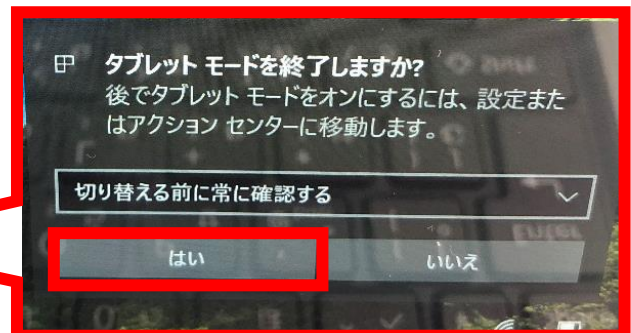 タブレット モードを終了しますか?
後でタブレット モードをオンにするには、設定また
はアクション センターに移動します。
切り替える前に常に確認する
はい
いいえ